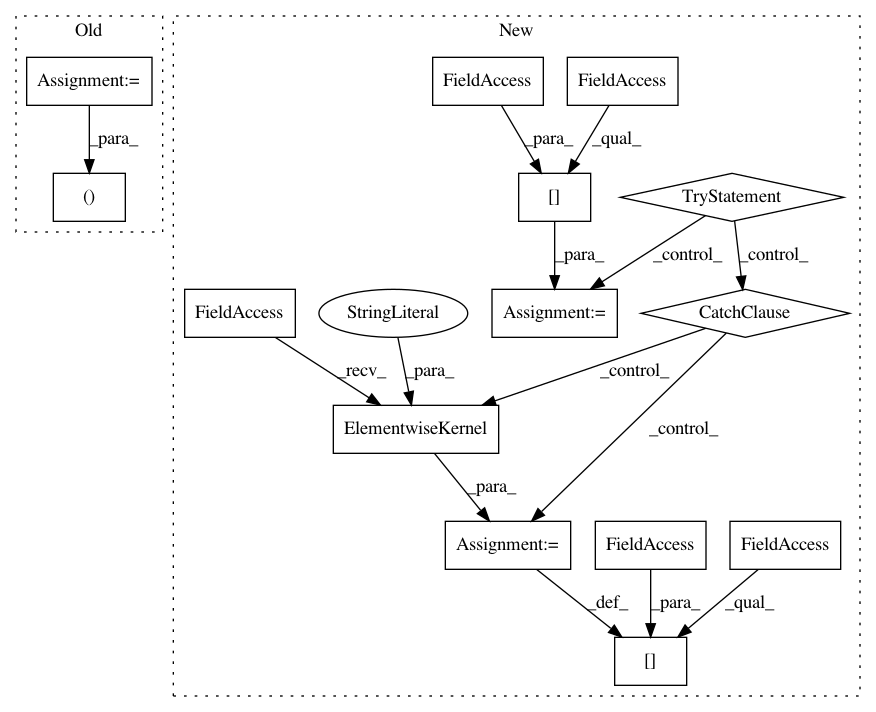 Old
New
Assignment:=
FieldAccess
FieldAccess
_para_
_para_
_qual_
()
[]
TryStatement
_para_
_control_
_control_
FieldAccess
StringLiteral
Assignment:=
CatchClause
_recv_
_para_
_control_
ElementwiseKernel
_control_
_para_
Assignment:=
FieldAccess
FieldAccess
_def_
_para_
_qual_
[]